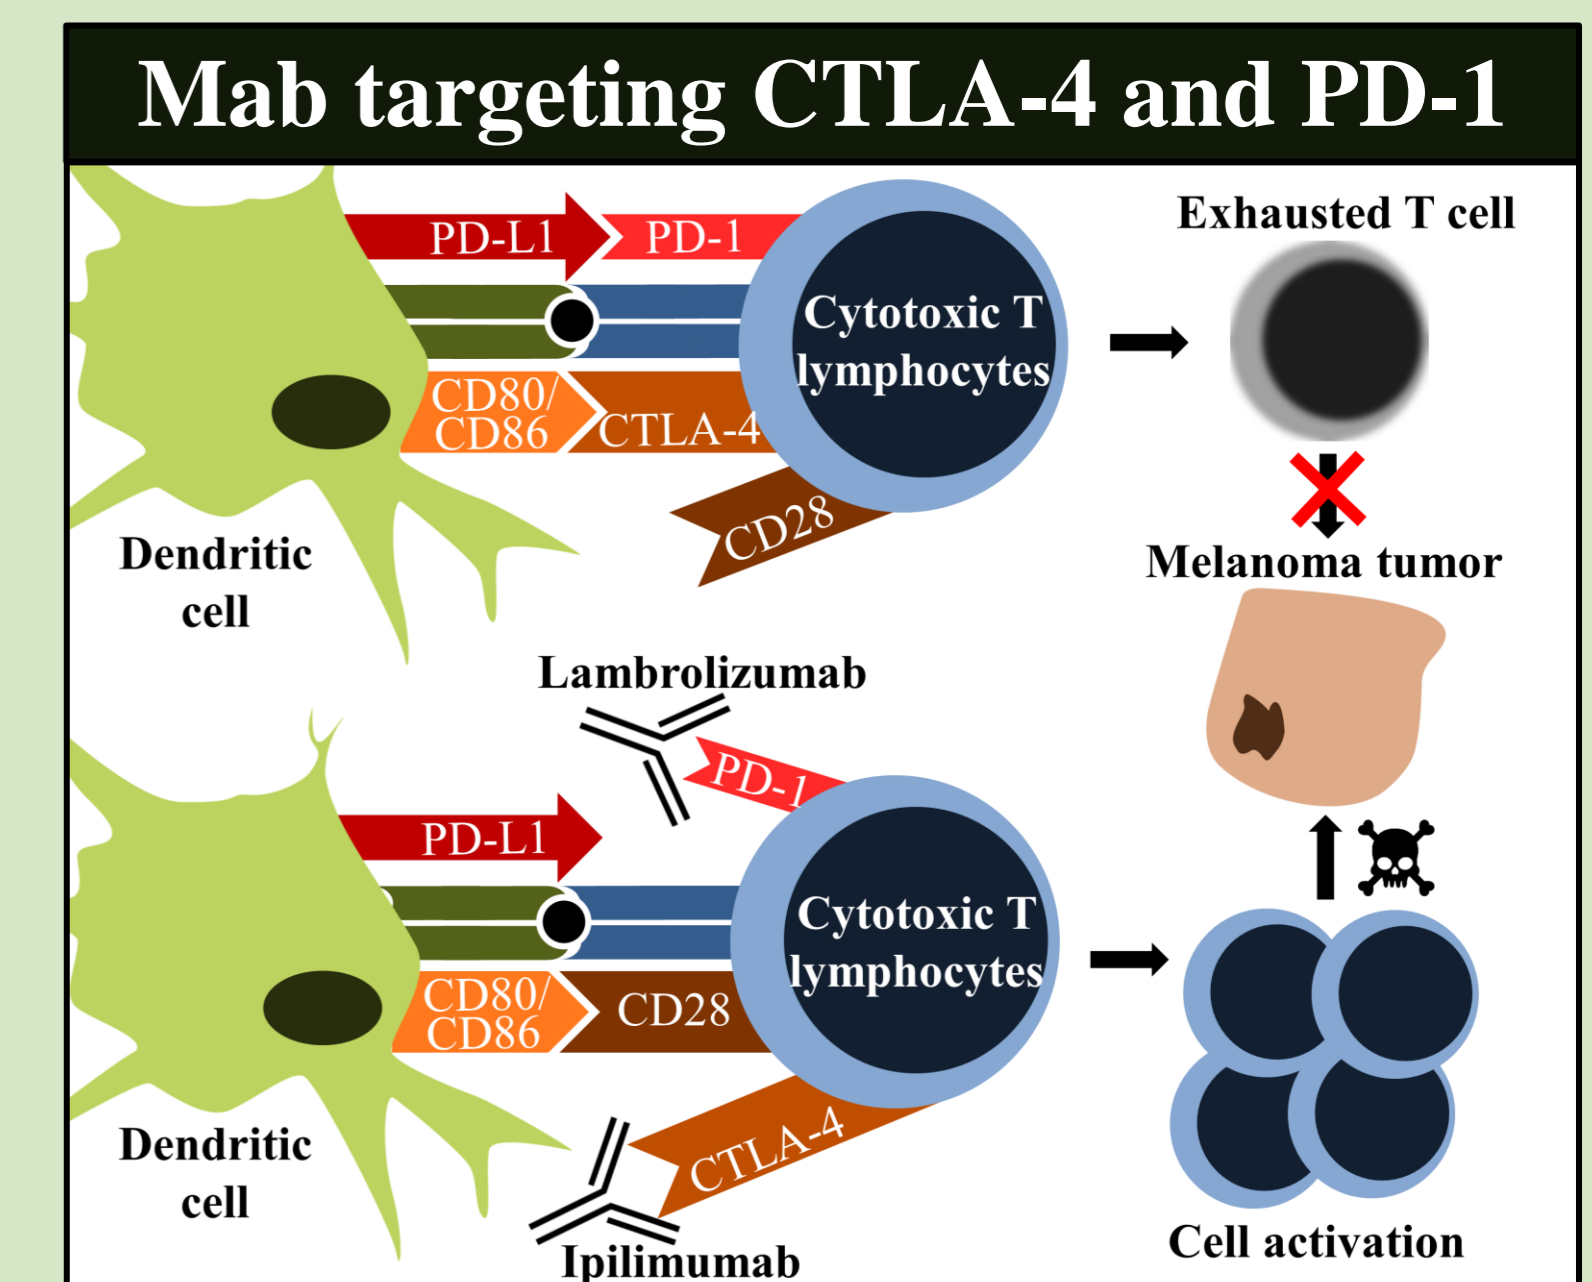 Mab targeting CTLA-4 and PD-1
PD-L1
PD-1
Exhausted T cell
Cytotoxic T
lymphocytes
CD80/
CD86
CTLA-4
CD28
Dendritic
cell
Melanoma tumor
Lambrolizumab
PD-1
PD-L1
Cytotoxic T
lymphocytes
CD80/
CD86
CD28
CTLA-4
Dendritic
cell
Ipilimumab
Cell activation